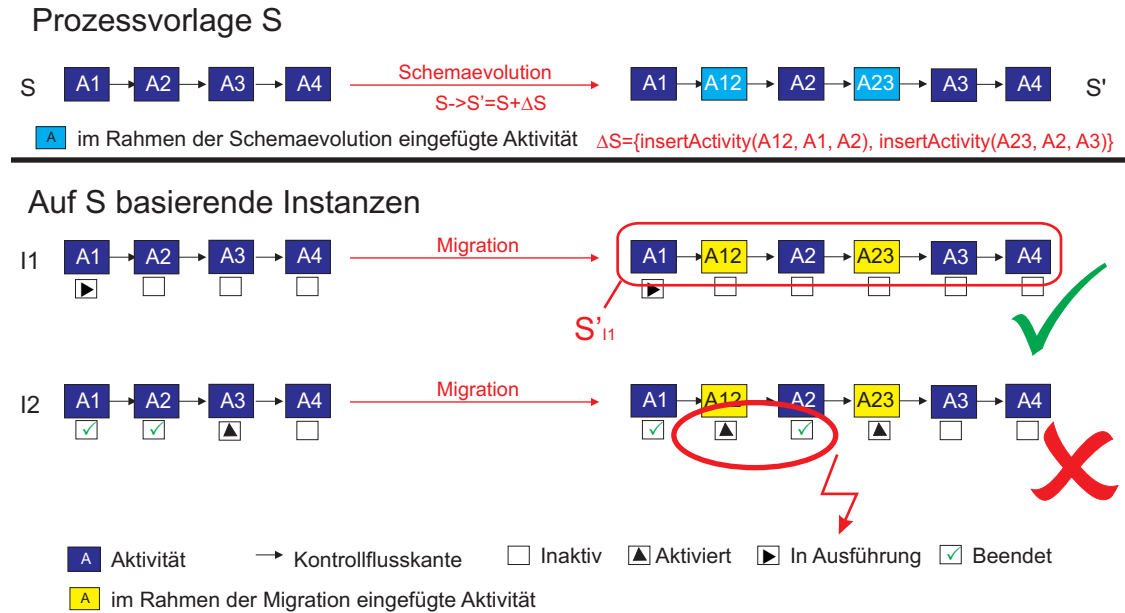 Prozessvorlage S
S A1 A2 A3 A4 Schemaevolution A1 A12 A2 A23 A3 A4 S'
S->S'=S+ΔS
A im Rahmen der Schemaevolution eingefügte Aktivität ΔS={insertActivity(A12, A1, A2), insertActivity(A23, A2, A3)}
Auf S basierende Instanzen
I1 A1 A2 A3 A4 Migration A1 A12 A2 A23 A3 A4
S'I1
I2 A1 A2 A3 A4 Migration A1 A12 A2 A23 A3 A4
A Aktivität Kontrollflusskante Inaktiv Aktiviert In Ausführung Beendet
A im Rahmen der Migration eingefügte Aktivität